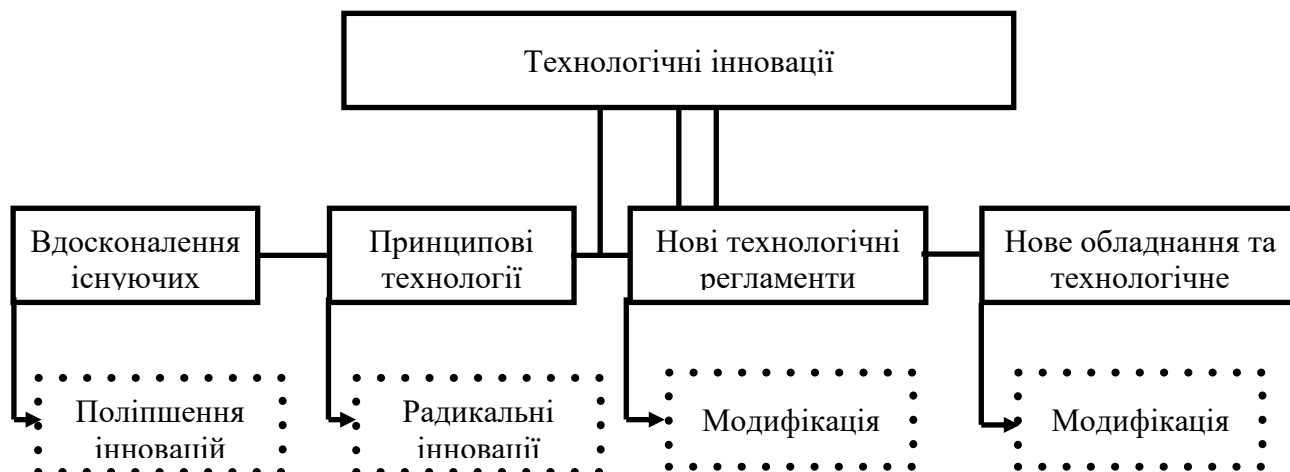 Технологічні інновації
Вдосконалення
існуючих
Принципові
технології
Нові технологічні
регламенти
Нове обладнання та
технологічне
Поліпшення
інновацій
Радикальні
інновації
Модифікація
Модифікація